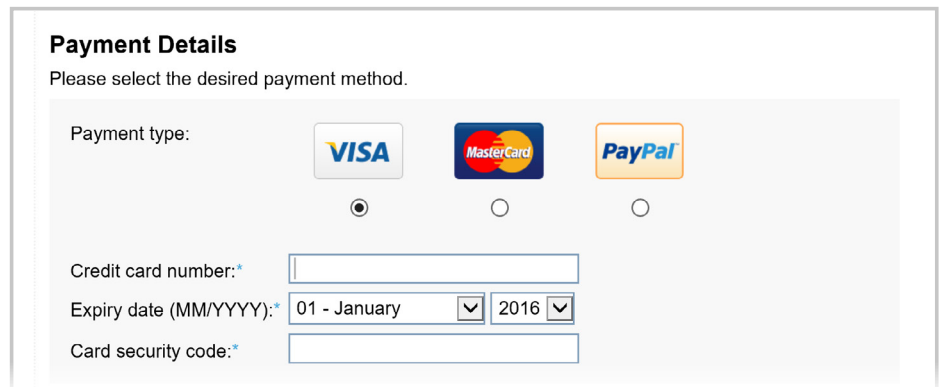 Payment Details
Please select the desired payment method.
Payment type:
VISA
MasterCard
PayPal™
Credit card number:*
Expiry date (MM/YYYY):* 01 - January 2016
Card security code:*